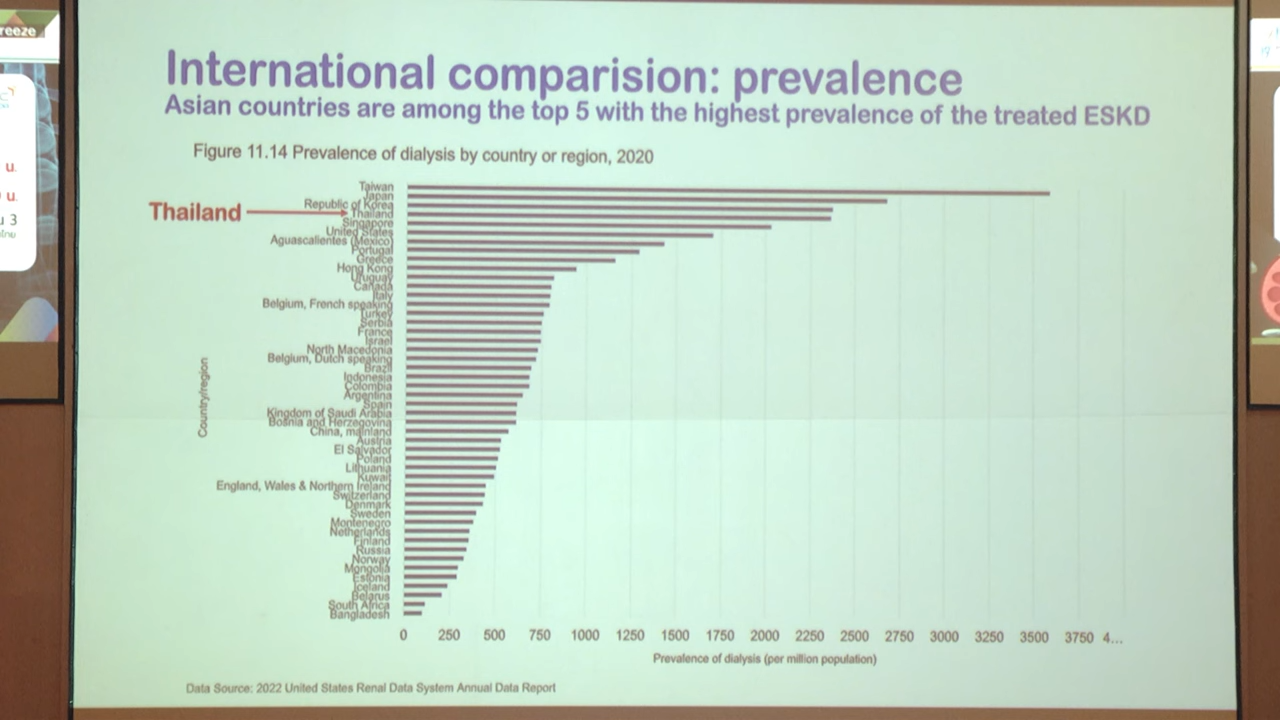 reeze
u.
u.
u 3
International comparision: prevalence
Asian countries are among the top 5 with the highest prevalence of the treated ESKD
Figure 11.14 Prevalence of dialysis by country or region, 2020
Thailand
Taiwan
Japan
Republic of Korea
Thailand
Singapore
United States
Aguascalientes (Mexico)
Portugal
Greece
Hong Kong
Uruguay
Canada
Italy
Belgium, French speaking
Turkey
Serbia
France
Israel
North Macedonia
Belgium, Dutch speaking
Brazil
Indonesia
Colombia
Argentina
Spain
Kingdom of Saudi Arabia
Bosnia and Herzegovina
China, mainland
Austria
El Salvador
Poland
Lithuania
Kuwait
England, Wales & Northern Ireland
Switzerland
Denmark
Sweden
Montenegro
Netherlands
Finland
Russia
Norway
Mongolia
Estonia
Iceland
Belarus
South Africa
Bangladesh
Country/region
0 250 500 750 1000 1250 1500 1750 2000 2250 2500 2750 3000 3250 3500 3750 4...
Prevalence of dialysis (per million population)
Data Source: 2022 United States Renal Data System Annual Data Report